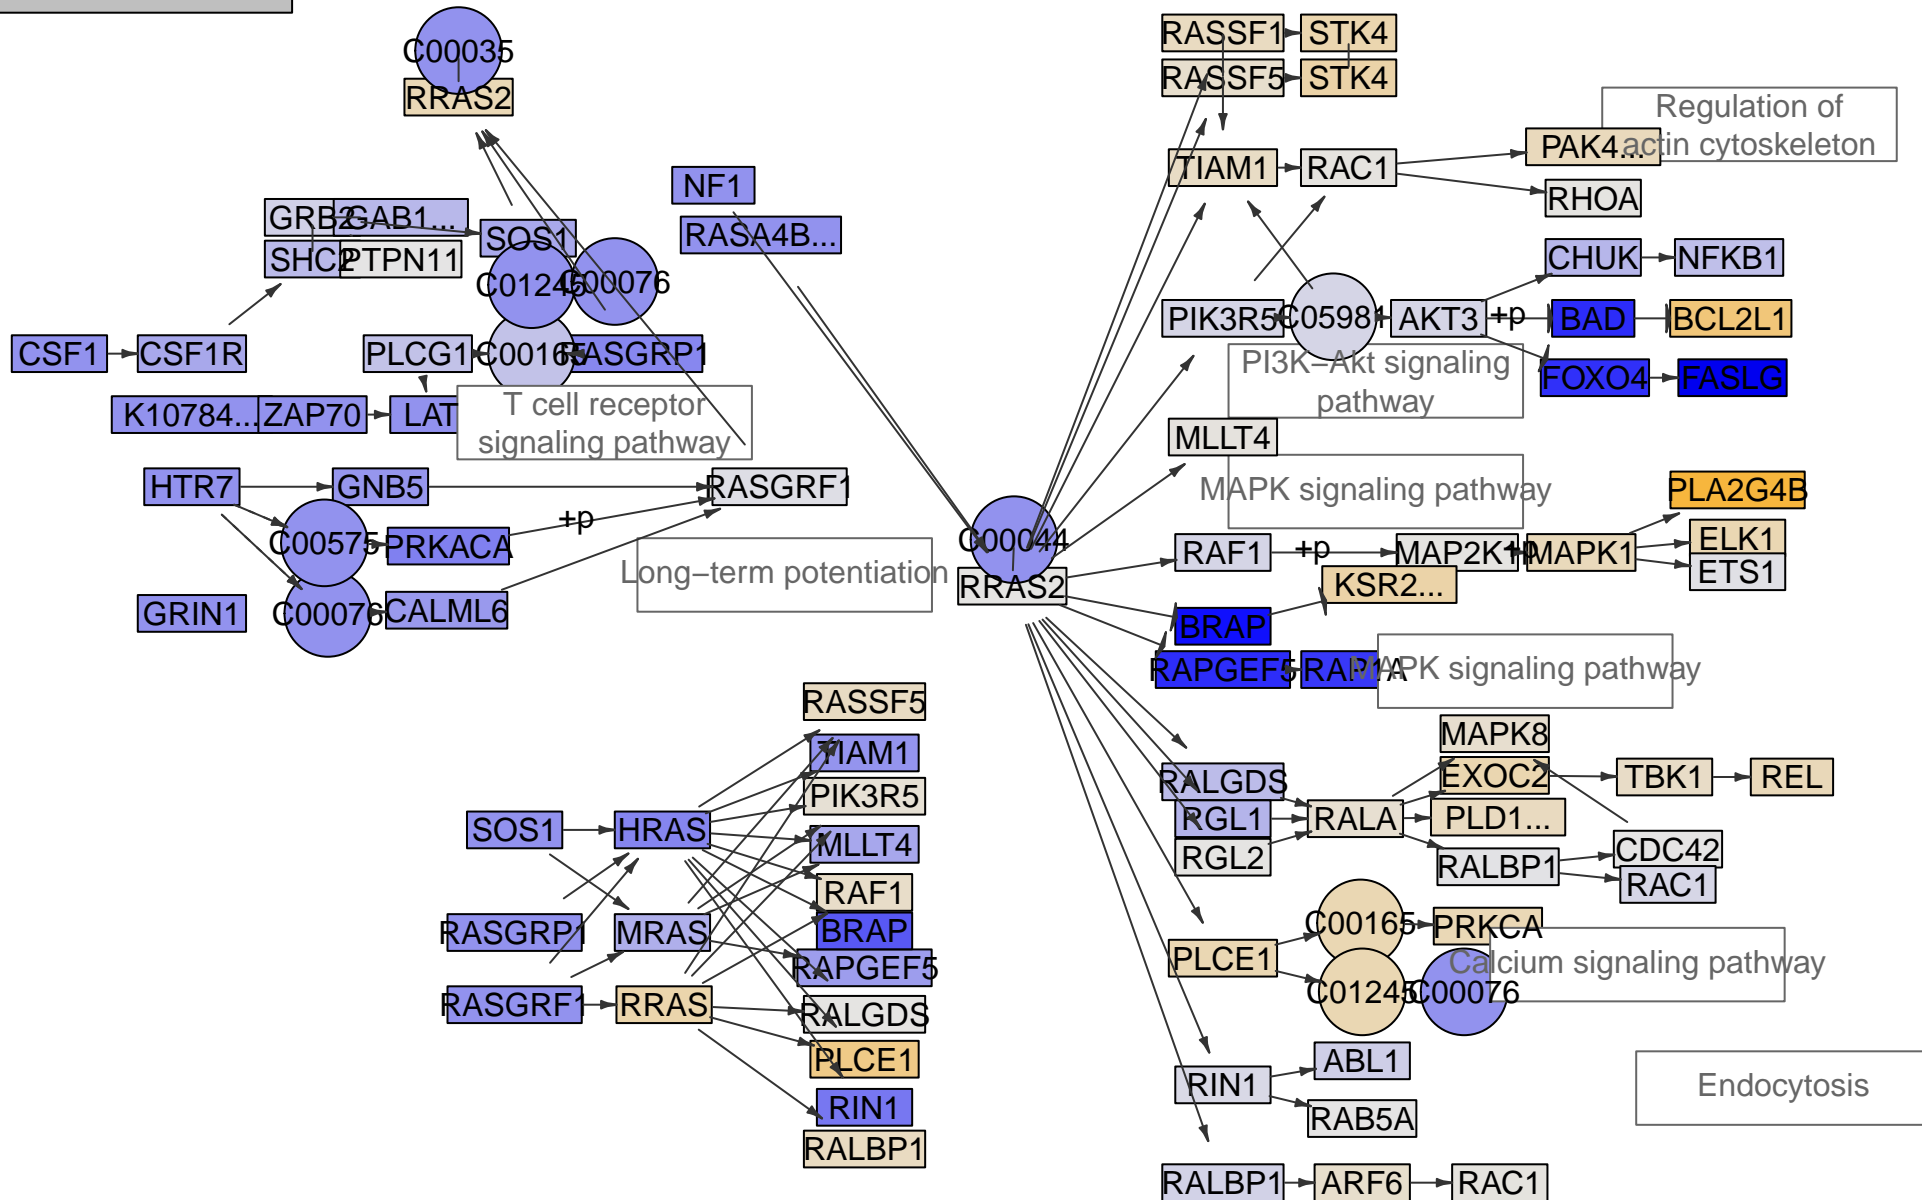 C00035
RRAS2
NF1
RASA4B...
GRB2
GAB1...
SOS1
SHC2
PTPN11
C01245
C00076
CSF1
CSF1R
PLCG1
C00165
RASGRP1
K10784...
ZAP70
LAT
T cell receptor
signaling pathway
HTR7
GNB5
RASGRF1
C00575
PRKACA
+p
GRIN1
C00076
CALML6
Long−term potentiation
C00044
RRAS2
RASSF1
STK4
RASSF5
STK4
Regulation of
actin cytoskeleton
PAK4...
TIAM1
RAC1
RHOA
CHUK
NFKB1
PIK3R5
C05981
AKT3
+p
BAD
BCL2L1
PI3K−Akt signaling
pathway
FOXO4
FASLG
MLLT4
MAPK signaling pathway
PLA2G4B
RAF1
+p
MAP2K1
+p
MAPK1
ELK1
ETS1
KSR2...
BRAP
RAPGEF5
RAP1A
MAPK signaling pathway
RASSF5
TIAM1
PIK3R5
SOS1
HRAS
MLLT4
RAF1
RASGRP1
MRAS
BRAP
RAPGEF5
RASGRF1
RRAS
RALGDS
PLCE1
RIN1
RALBP1
MAPK8
RALGDS
EXOC2
TBK1
REL
RGL1
RALA
PLD1...
RGL2
RALBP1
CDC42
RAC1
C00165
PRKCA
PLCE1
Calcium signaling pathway
C01245
C00076
ABL1
RIN1
RAB5A
Endocytosis
RALBP1
ARF6
RAC1